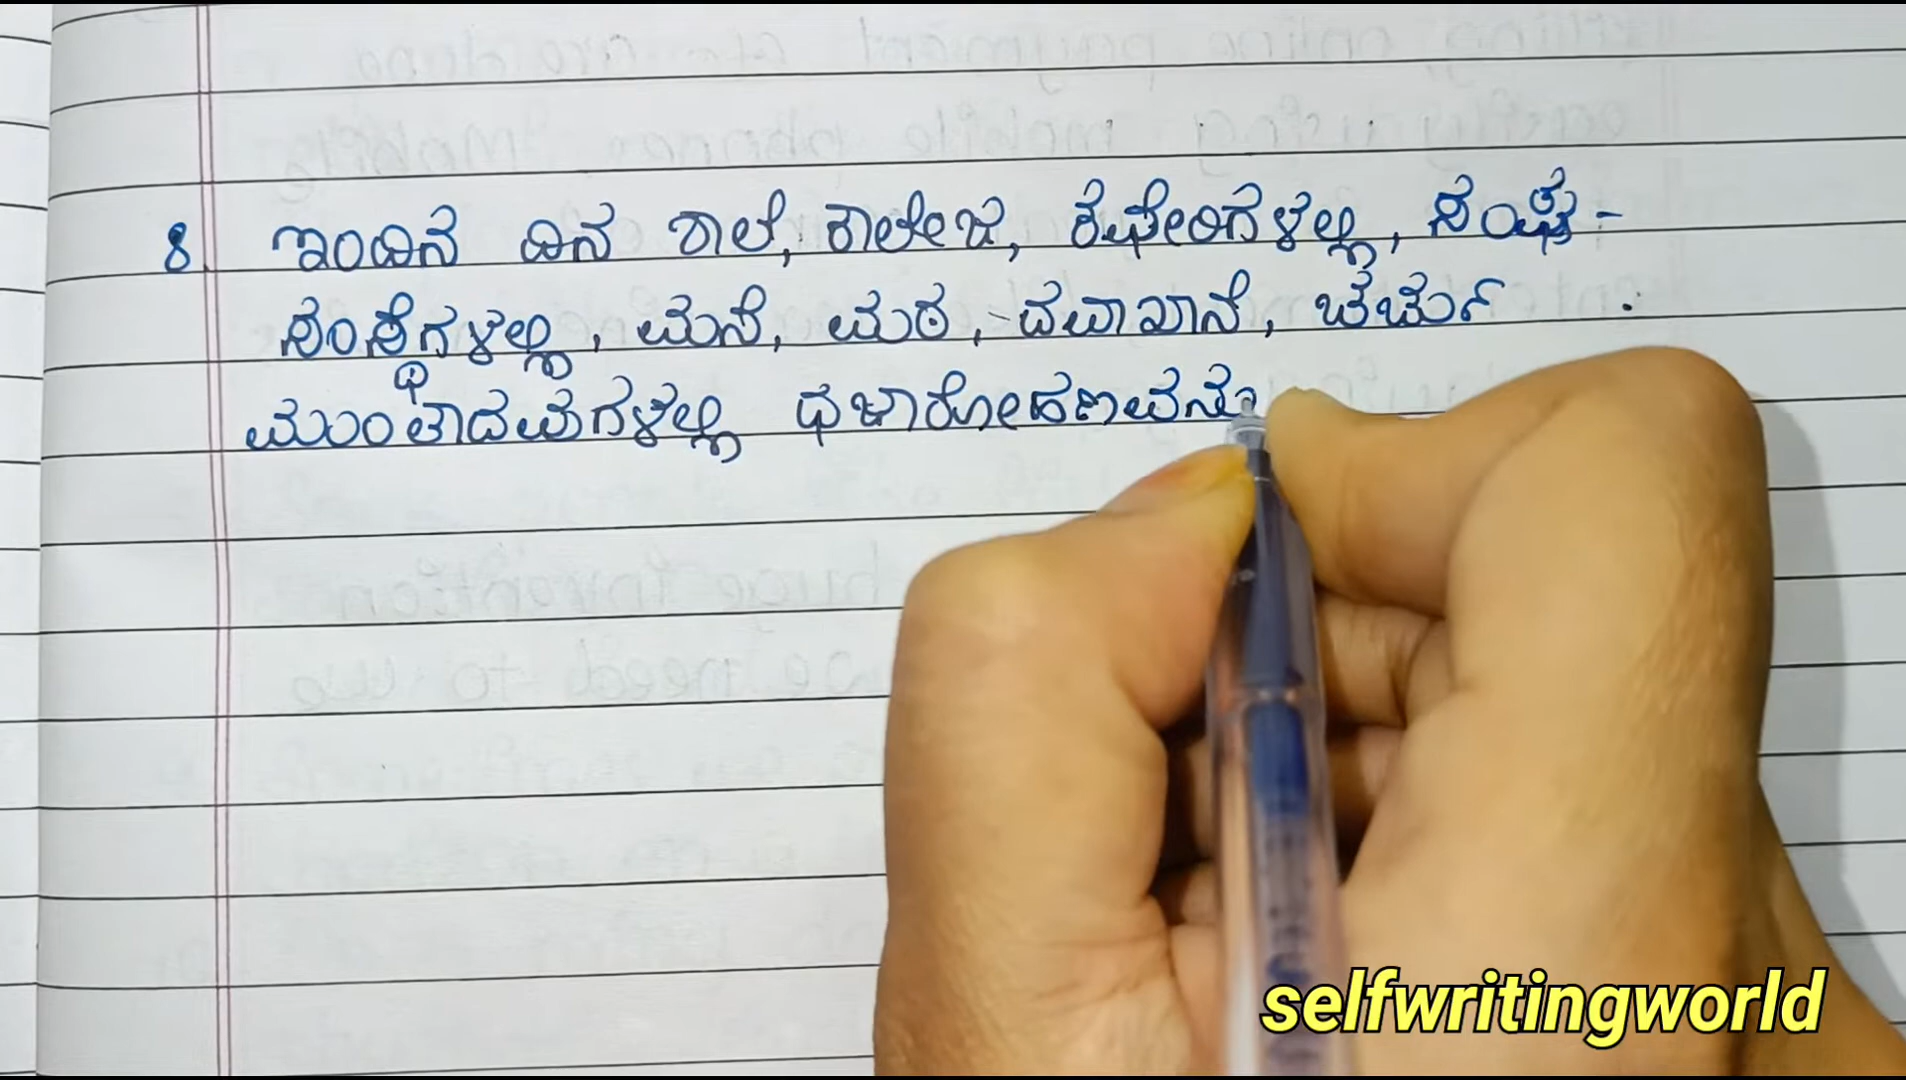 8. ಇಂದಿನ ದಿನ ಶಾಲೆ, ಕಾಲೇಜ, ಕಛೇರಿಗಳಲ್ಲಿ, ಸಂಘ-
ಸಂಸ್ಥೆಗಳಲ್ಲಿ, ಮನೆ, ಮಠ, ದವಾಖಾನೆ, ಚರ್ಚ
ಮುಂತಾದವುಗಳಲ್ಲಿ ಧ್ವಜಾರೋಹಣವನ್ನು
selfwritingworld